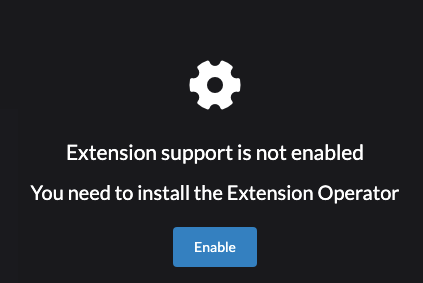 Extension support is not enabled
You need to install the Extension Operator
Enable